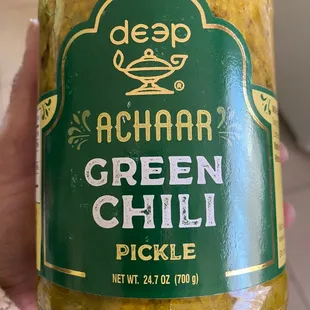 deep
®
ACHAAR
GREEN
CHILI
PICKLE
NET WT. 24.7 OZ (700 g)